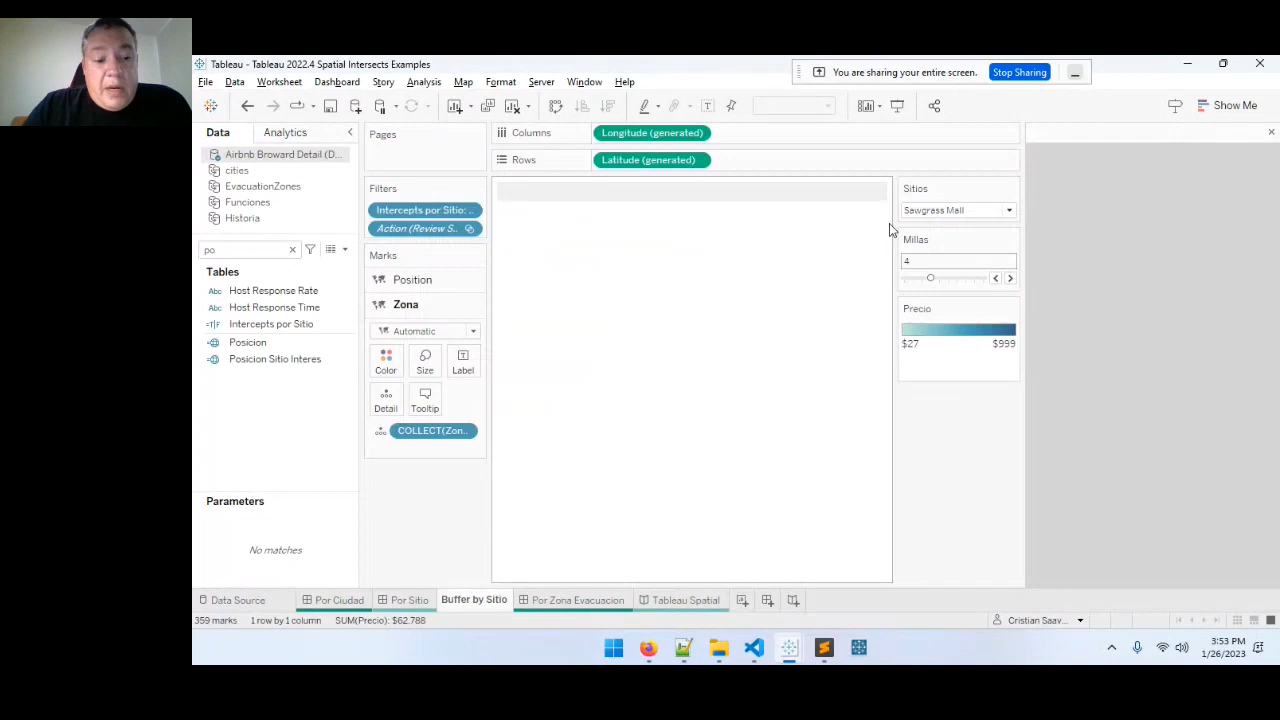 Tableau - Tableau 2022.4 Spatial Intersects Examples
You are sharing your entire screen.
Stop Sharing
File Data Worksheet Dashboard Story Analysis Map Format Server Window Help
Show Me
Data Analytics
Airbnb Broward Detail (D...
cities
EvacuationZones
Funciones
Historia
po
Tables
Abc Host Response Rate
Abc Host Response Time
Intercepts por Sitio
Posicion
Posicion Sitio Interes
Parameters
No matches
Pages
Filters
Intercepts por Sitio: ..
Action (Review S..
Marks
Position
Zona
Automatic
Color Size Label
Detail Tooltip
COLLECT(Zon..
Columns Longitude (generated)
Rows Latitude (generated)
Sitios
Sawgrass Mall
Millas
4
Precio
$27 $999
Data Source Por Ciudad Por Sitio Buffer by Sitio Por Zona Evacuacion Tableau Spatial
359 marks 1 row by 1 column SUM(Precio): $62.788 Cristian Saav...
3:53 PM
1/26/2023